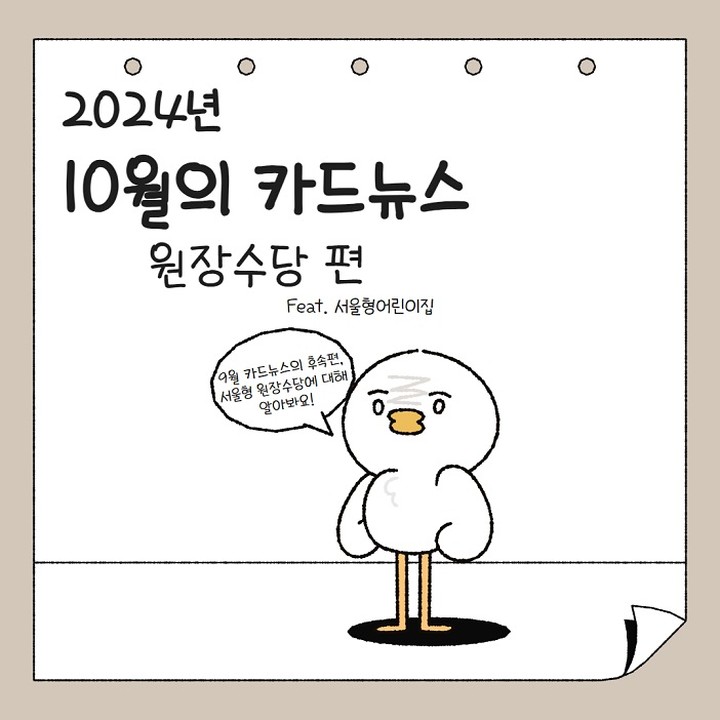 2024년
10월의 카드뉴스
원장수당 편
Feat. 서울형어린이집
9월 카드뉴스의 후속편,
서울형 원장수당에 대해
알아봐요!